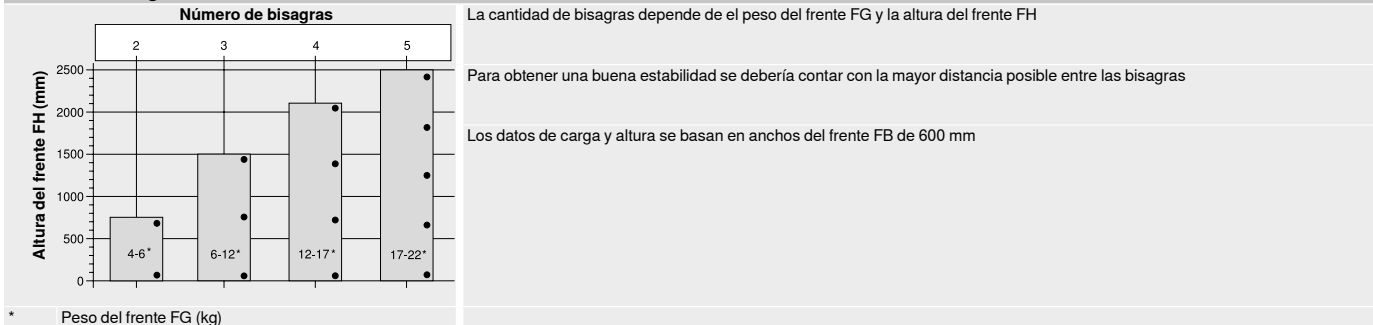 Número de bisagras
2 3 4 5
Altura del frente FH (mm)
2500
2000
1500
1000
500
0
4-6*
6-12*
12-17*
17-22*
* Peso del frente FG (kg)
La cantidad de bisagras depende de el peso del frente FG y la altura del frente FH
Para obtener una buena estabilidad se debería contar con la mayor distancia posible entre las bisagras
Los datos de carga y altura se basan en anchos del frente FB de 600 mm